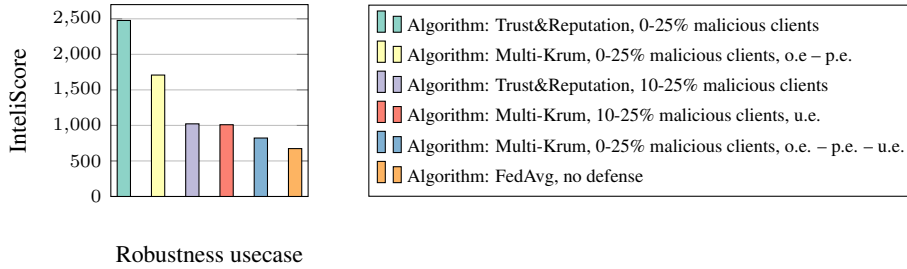 2,500
2,000
1,500
1,000
500
0
InteliScore
Robustness usecase
Algorithm: Trust&Reputation, 0-25% malicious clients
Algorithm: Multi-Krum, 0-25% malicious clients, o.e – p.e.
Algorithm: Trust&Reputation, 10-25% malicious clients
Algorithm: Multi-Krum, 10-25% malicious clients, u.e.
Algorithm: Multi-Krum, 0-25% malicious clients, o.e. – p.e. – u.e.
Algorithm: FedAvg, no defense